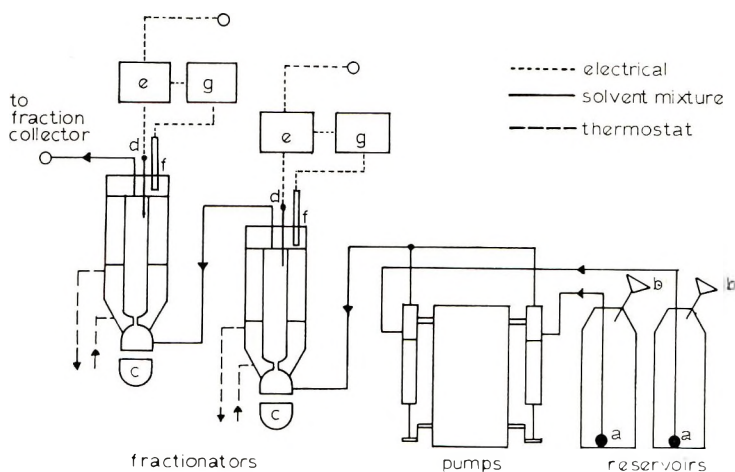 e
g
e
g
electrical
solvent mixture
thermostat
to
fraction
collector
d
f
d
f
b
b
c
c
a
a
fractionators
pumps
reservoirs